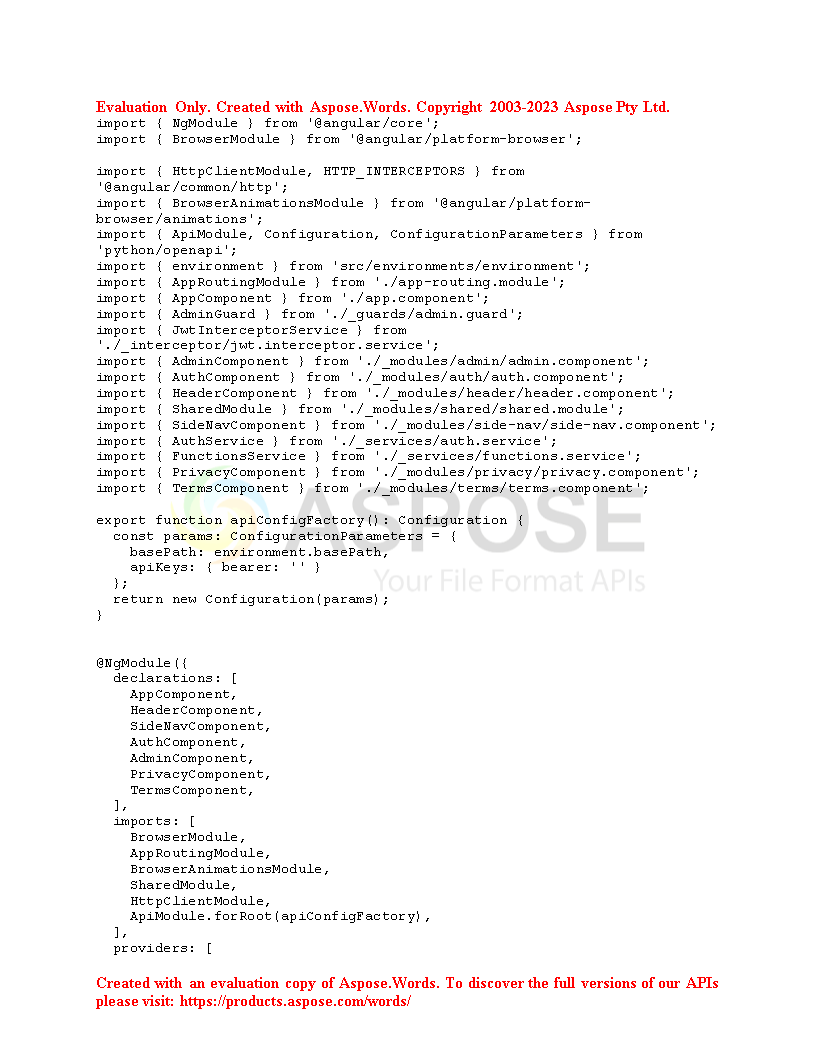 Evaluation Only. Created with Aspose.Words. Copyright 2003-2023 Aspose Pty Ltd.
import { NgModule } from '@angular/core';
import { BrowserModule } from '@angular/platform-browser';
import { HttpClientModule, HTTP_INTERCEPTORS } from
'@angular/common/http';
import { BrowserAnimationsModule } from '@angular/platform-
browser/animations';
import { ApiModule, Configuration, ConfigurationParameters } from
'python/openapi';
import { environment } from 'src/environments/environment';
import { AppRoutingModule } from './app-routing.module';
import { AppComponent } from './app.component';
import { AdminGuard } from './_guards/admin.guard';
import { JwtInterceptorService } from
'./_interceptor/jwt.interceptor.service';
import { AdminComponent } from './_modules/admin/admin.component';
import { AuthComponent } from './_modules/auth/auth.component';
import { HeaderComponent } from './_modules/header/header.component';
import { SharedModule } from './_modules/shared/shared.module';
import { SideNavComponent } from './_modules/side-nav/side-nav.component';
import { AuthService } from './_services/auth.service';
import { FunctionsService } from './_services/functions.service';
import { PrivacyComponent } from './_modules/privacy/privacy.component';
import { TermsComponent } from './_modules/terms/terms.component';
ASPOSE
Your File Format APIs
export function apiConfigFactory(): Configuration {
  const params: ConfigurationParameters = {
    basePath: environment.basePath,
    apiKeys: { bearer: '' }
  };
  return new Configuration(params);
}
@NgModule({
  declarations: [
    AppComponent,
    HeaderComponent,
    SideNavComponent,
    AuthComponent,
    AdminComponent,
    PrivacyComponent,
    TermsComponent,
  ],
  imports: [
    BrowserModule,
    AppRoutingModule,
    BrowserAnimationsModule,
    SharedModule,
    HttpClientModule,
    ApiModule.forRoot(apiConfigFactory),
  ],
  providers: [
Created with an evaluation copy of Aspose.Words. To discover the full versions of our APIs
please visit: https://products.aspose.com/words/